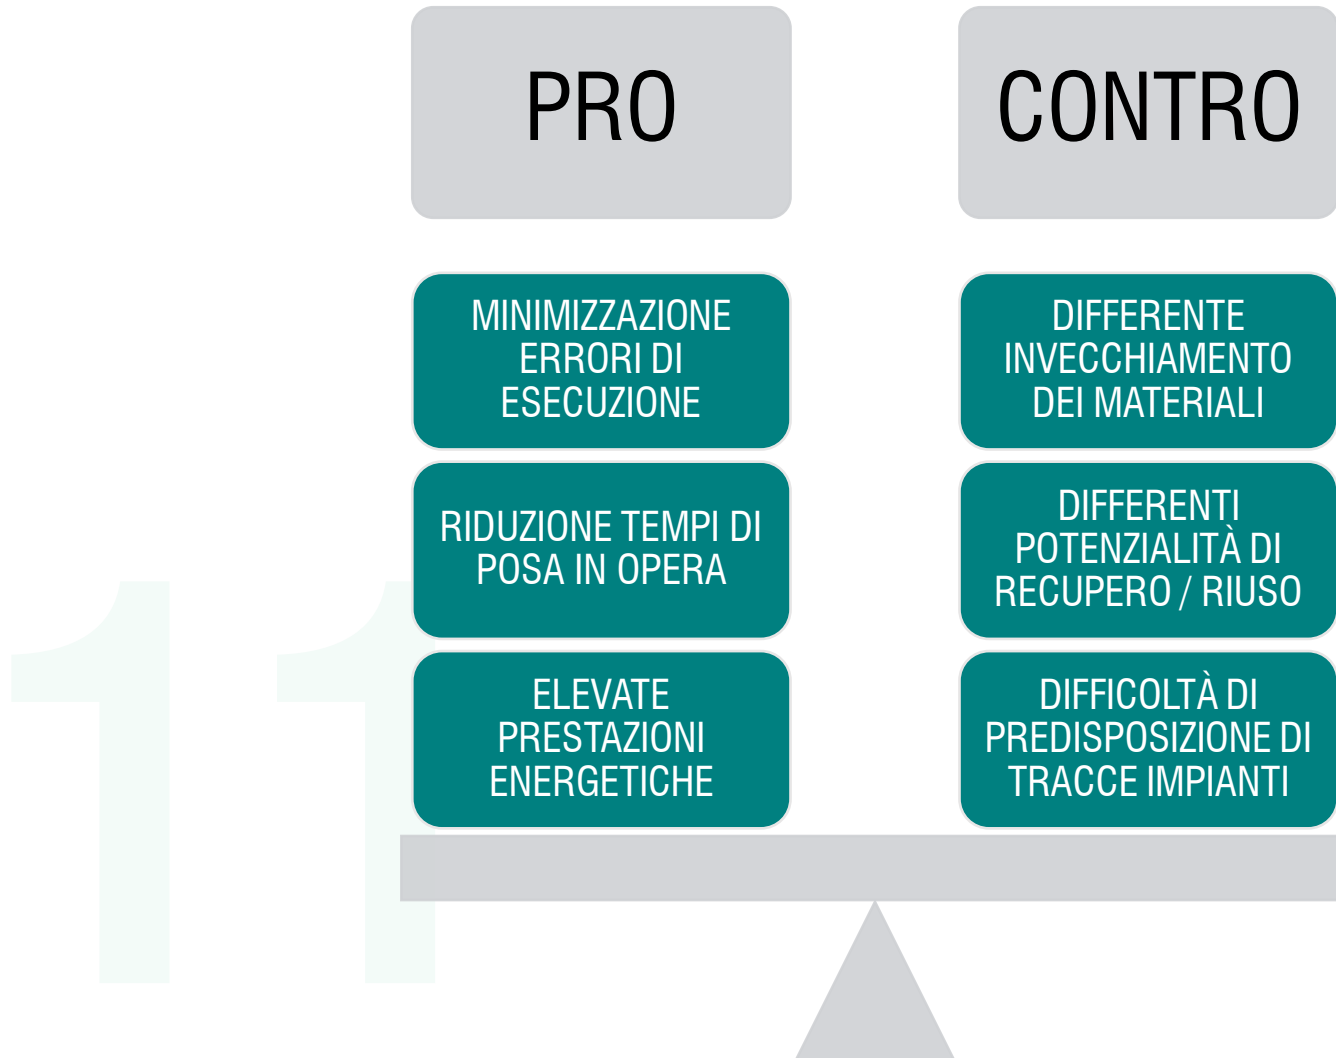 PRO
MINIMIZZAZIONE
ERRORI DI
ESECUZIONE
RIDUZIONE TEMPI DI
POSA IN OPERA
ELEVATE
PRESTAZIONI
ENERGETICHE
CONTRO
DIFFERENTE
INVECCHIAMENTO
DEI MATERIALI
DIFFERENTI
POTENZIALITÀ DI
RECUPERO / RIUSO
DIFFICOLTÀ DI
PREDISPOSIZIONE DI
TRACCE IMPIANTI
11